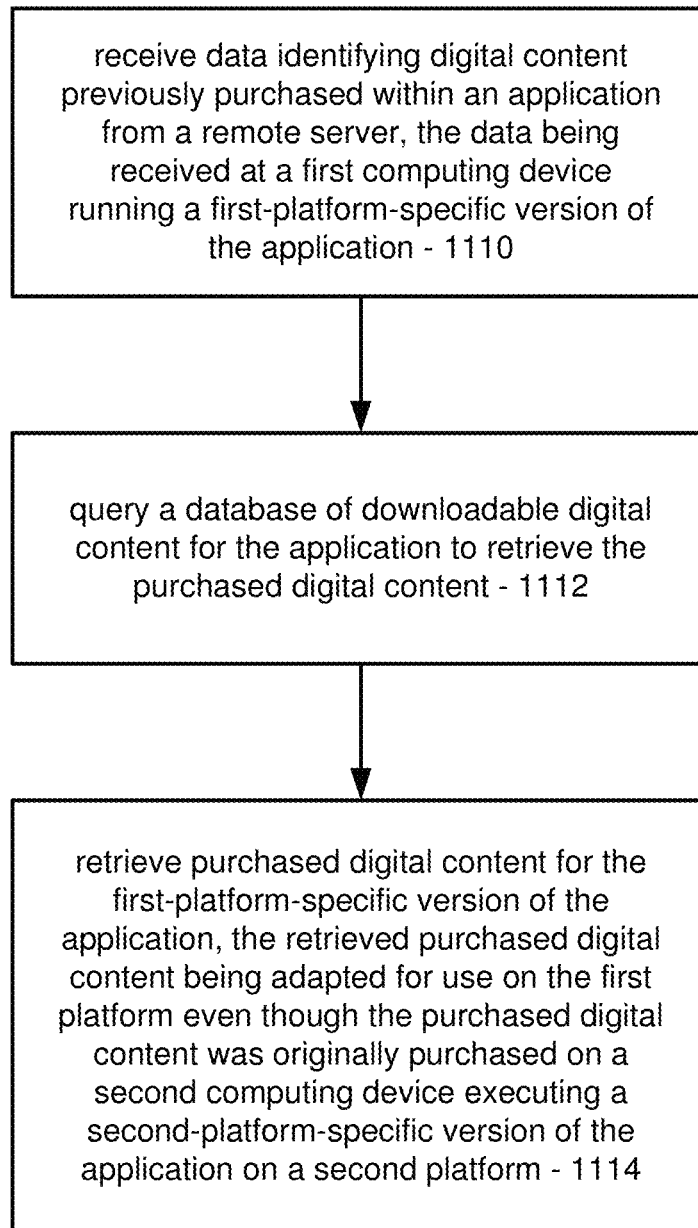 receive data identifying digital content
previously purchased within an application
from a remote server, the data being
received at a first computing device
running a first-platform-specific version of
the application - 1110
query a database of downloadable digital
content for the application to retrieve the
purchased digital content - 1112
retrieve purchased digital content for the
first-platform-specific version of the
application, the retrieved purchased digital
content being adapted for use on the first
platform even though the purchased digital
content was originally purchased on a
second computing device executing a
second-platform-specific version of the
application on a second platform - 1114